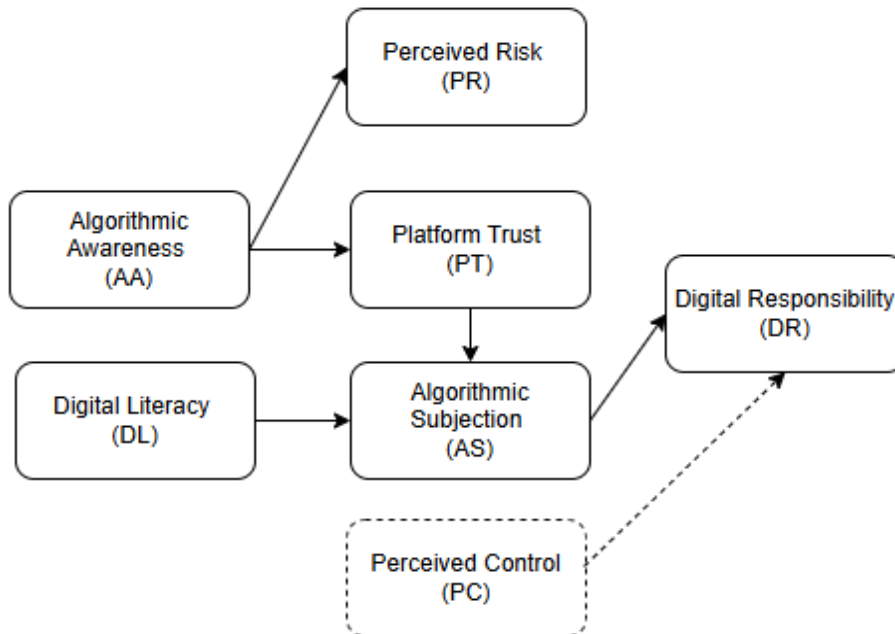 Perceived Risk
(PR)
Algorithmic
Awareness
(AA)
Platform Trust
(PT)
Digital Responsibility
(DR)
Digital Literacy
(DL)
Algorithmic
Subjection
(AS)
Perceived Control
(PC)